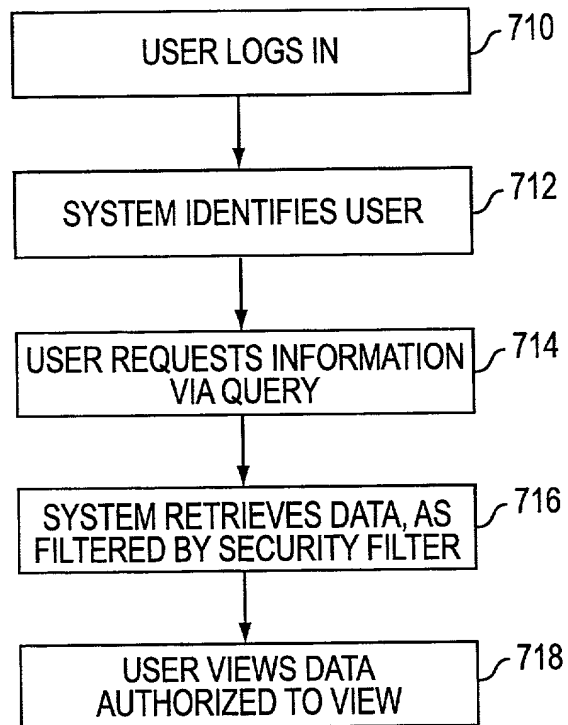 USER LOGS IN
710
SYSTEM IDENTIFIES USER
712
USER REQUESTS INFORMATION
VIA QUERY
714
SYSTEM RETRIEVES DATA, AS
FILTERED BY SECURITY FILTER
716
USER VIEWS DATA
AUTHORIZED TO VIEW
718